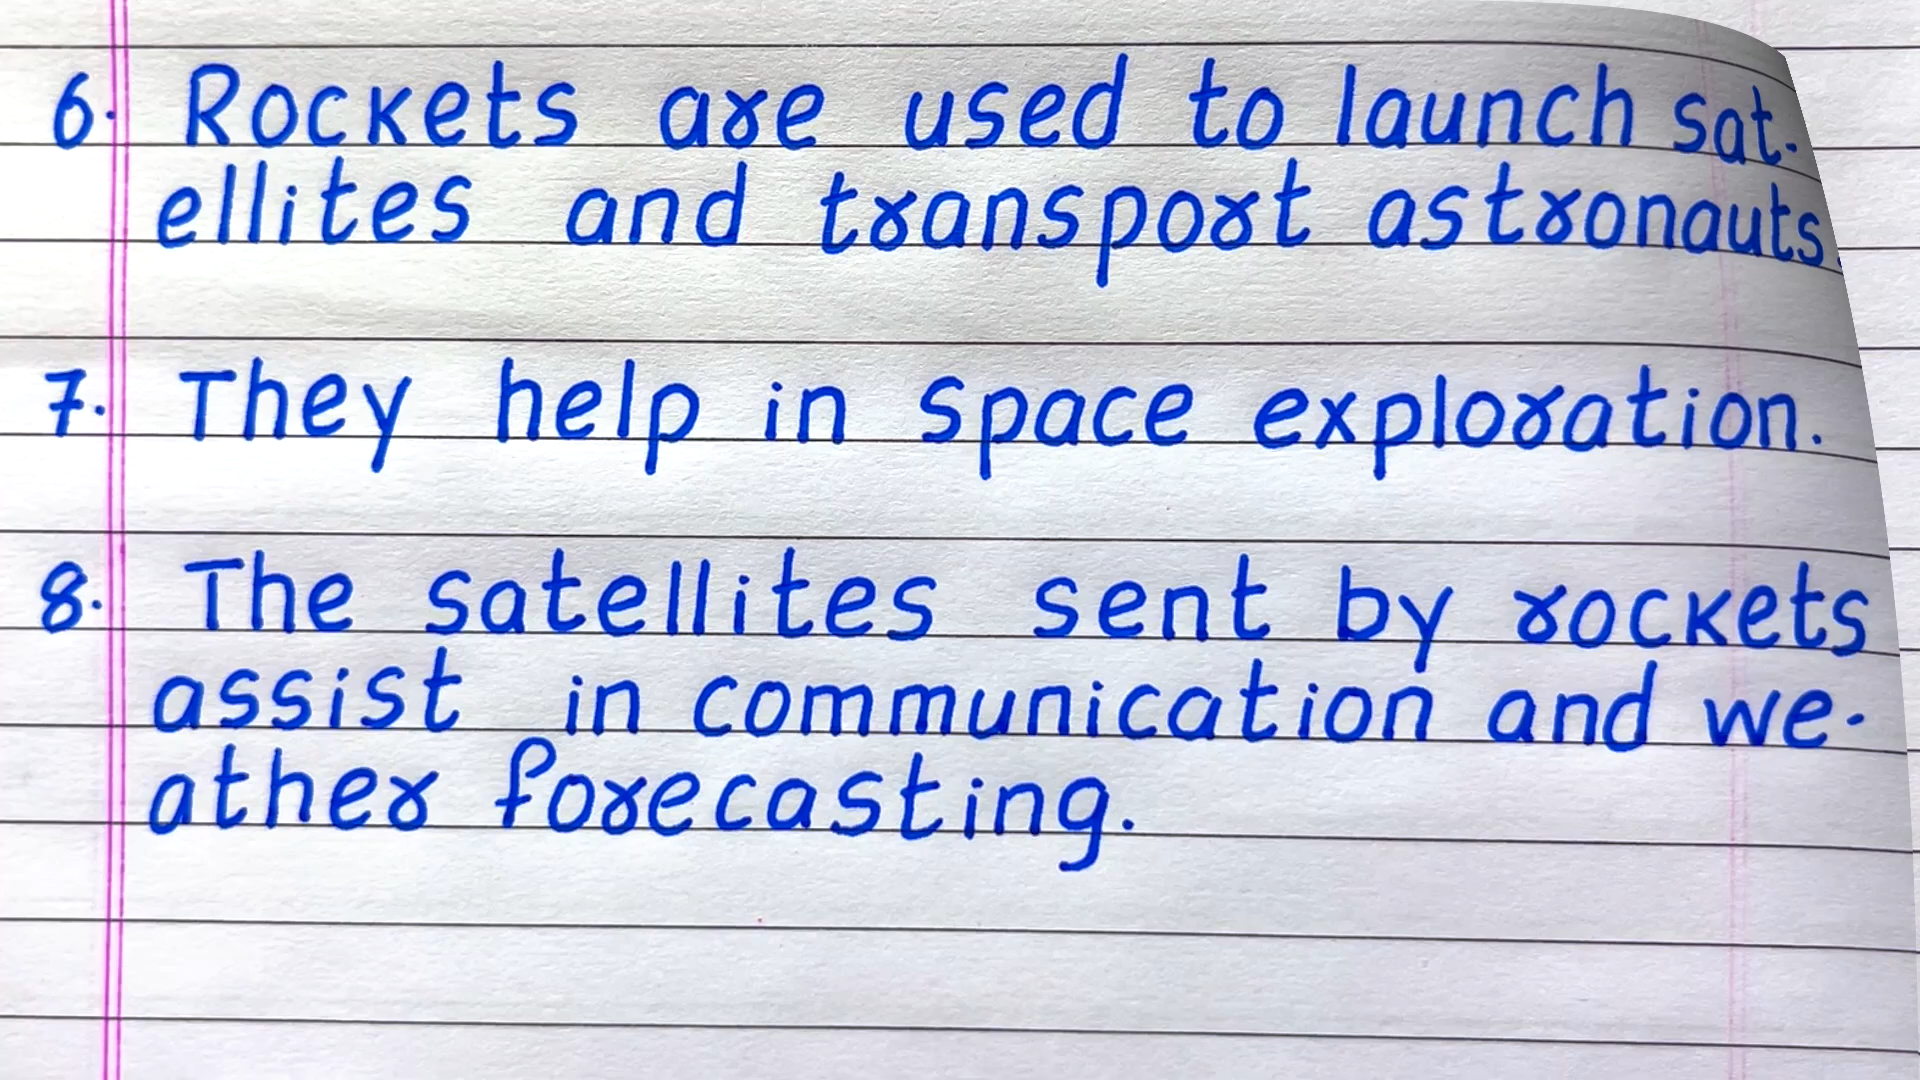 6. Rockets are used to launch sat-
ellites and transport astronauts.
7. They help in space exploration.
8. The satellites sent by rockets
assist in communication and we-
ather forecasting.